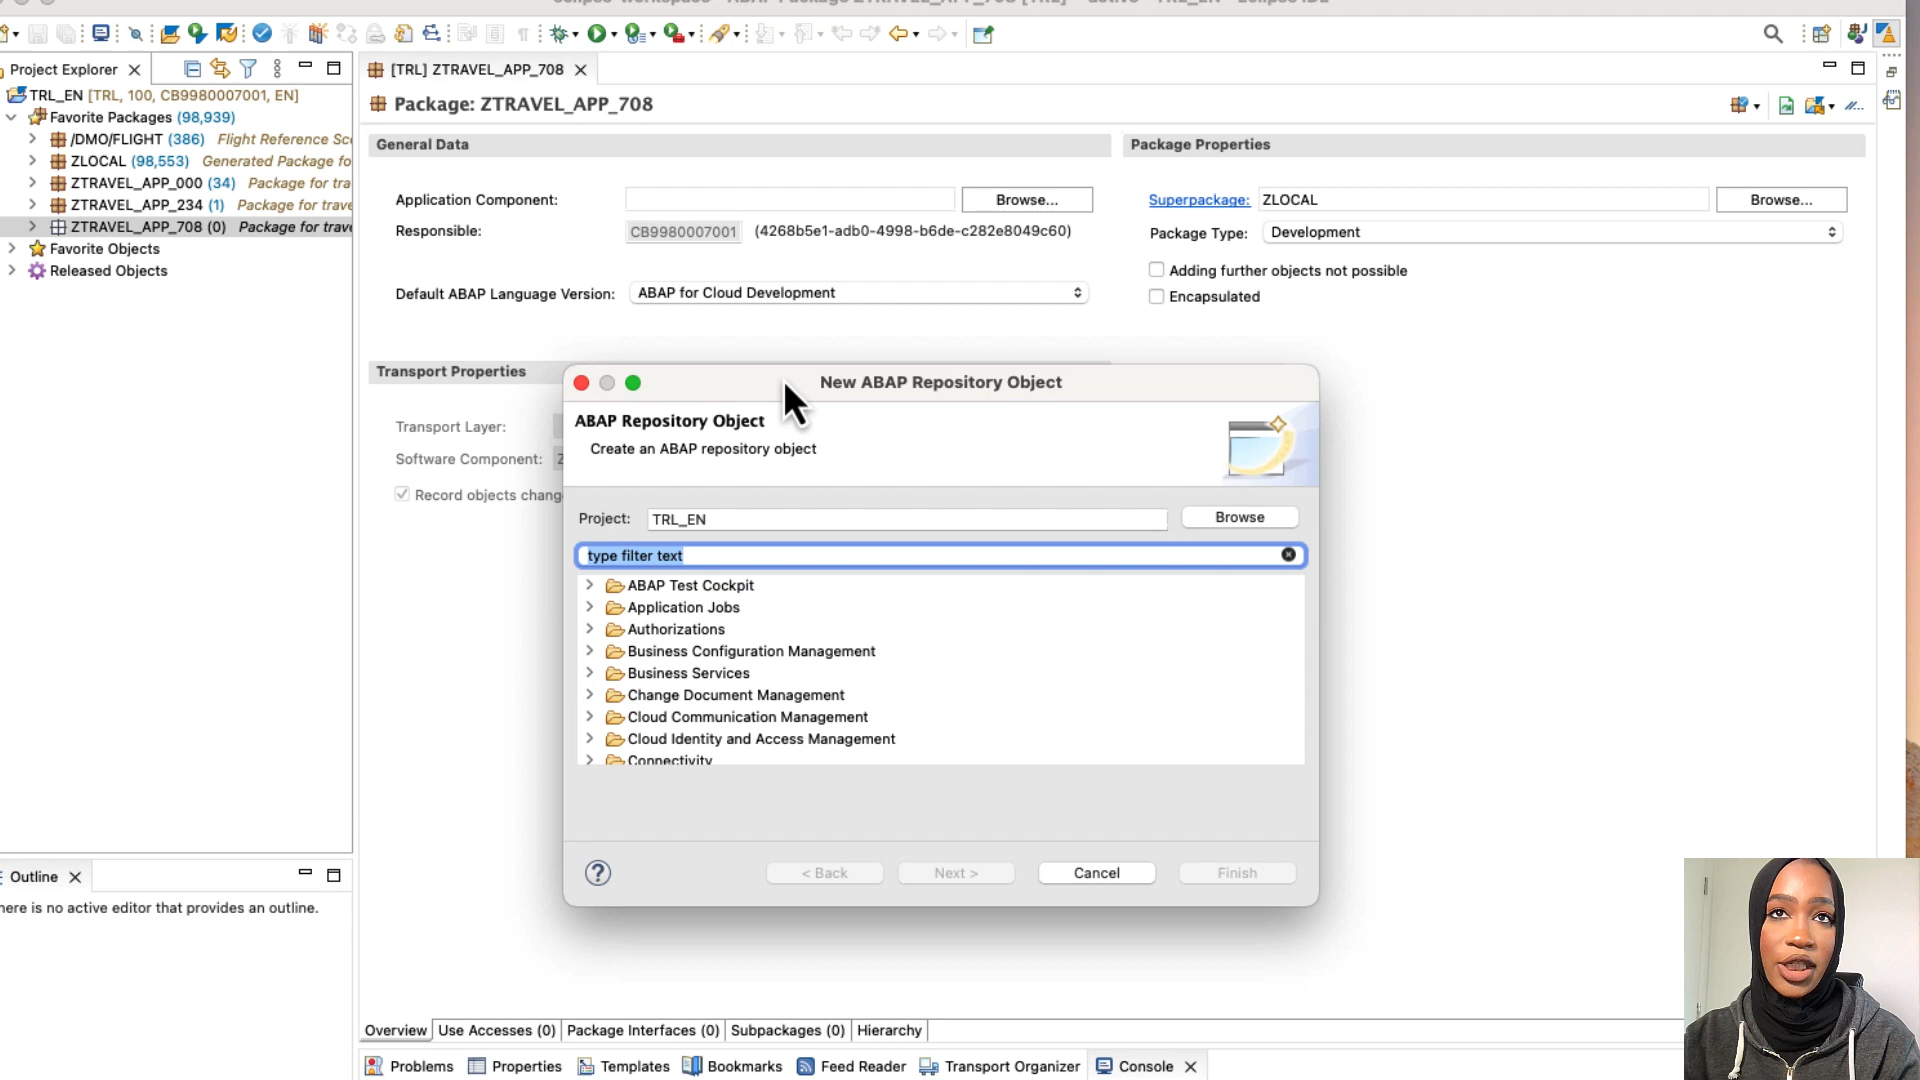 Project Explorer
[TRL] ZTRAVEL_APP_708
TRL_EN [TRL, 100, CB9980007001, EN]
Favorite Packages (98,939)
/DMO/FLIGHT (386) Flight Reference
ZLOCAL (98,553) Generated Package fo
ZTRAVEL_APP_000 (34) Package for tra
ZTRAVEL_APP_234 (1) Package for trave
ZTRAVEL_APP_708 (0) Package for trave
Favorite Objects
Released Objects
Package: ZTRAVEL_APP_708
General Data
Application Component:
Browse...
Responsible: CB9980007001 (4268b5e1-adb0-4998-b6de-c282e8049c60)
Default ABAP Language Version: ABAP for Cloud Development
Package Properties
Superpackage: ZLOCAL Browse...
Package Type: Development
Adding further objects not possible
Encapsulated
Transport Properties
Transport Layer:
Software Component: Z
Record objects chang
New ABAP Repository Object
ABAP Repository Object
Create an ABAP repository object
Project: TRL_EN Browse
type filter text
ABAP Test Cockpit
Application Jobs
Authorizations
Business Configuration Management
Business Services
Change Document Management
Cloud Communication Management
Cloud Identity and Access Management
Connectivity
< Back Next > Cancel Finish
Outline
here is no active editor that provides an outline.
Overview Use Accesses (0) Package Interfaces (0) Subpackages (0) Hierarchy
Problems Properties Templates Bookmarks Feed Reader Transport Organizer Console